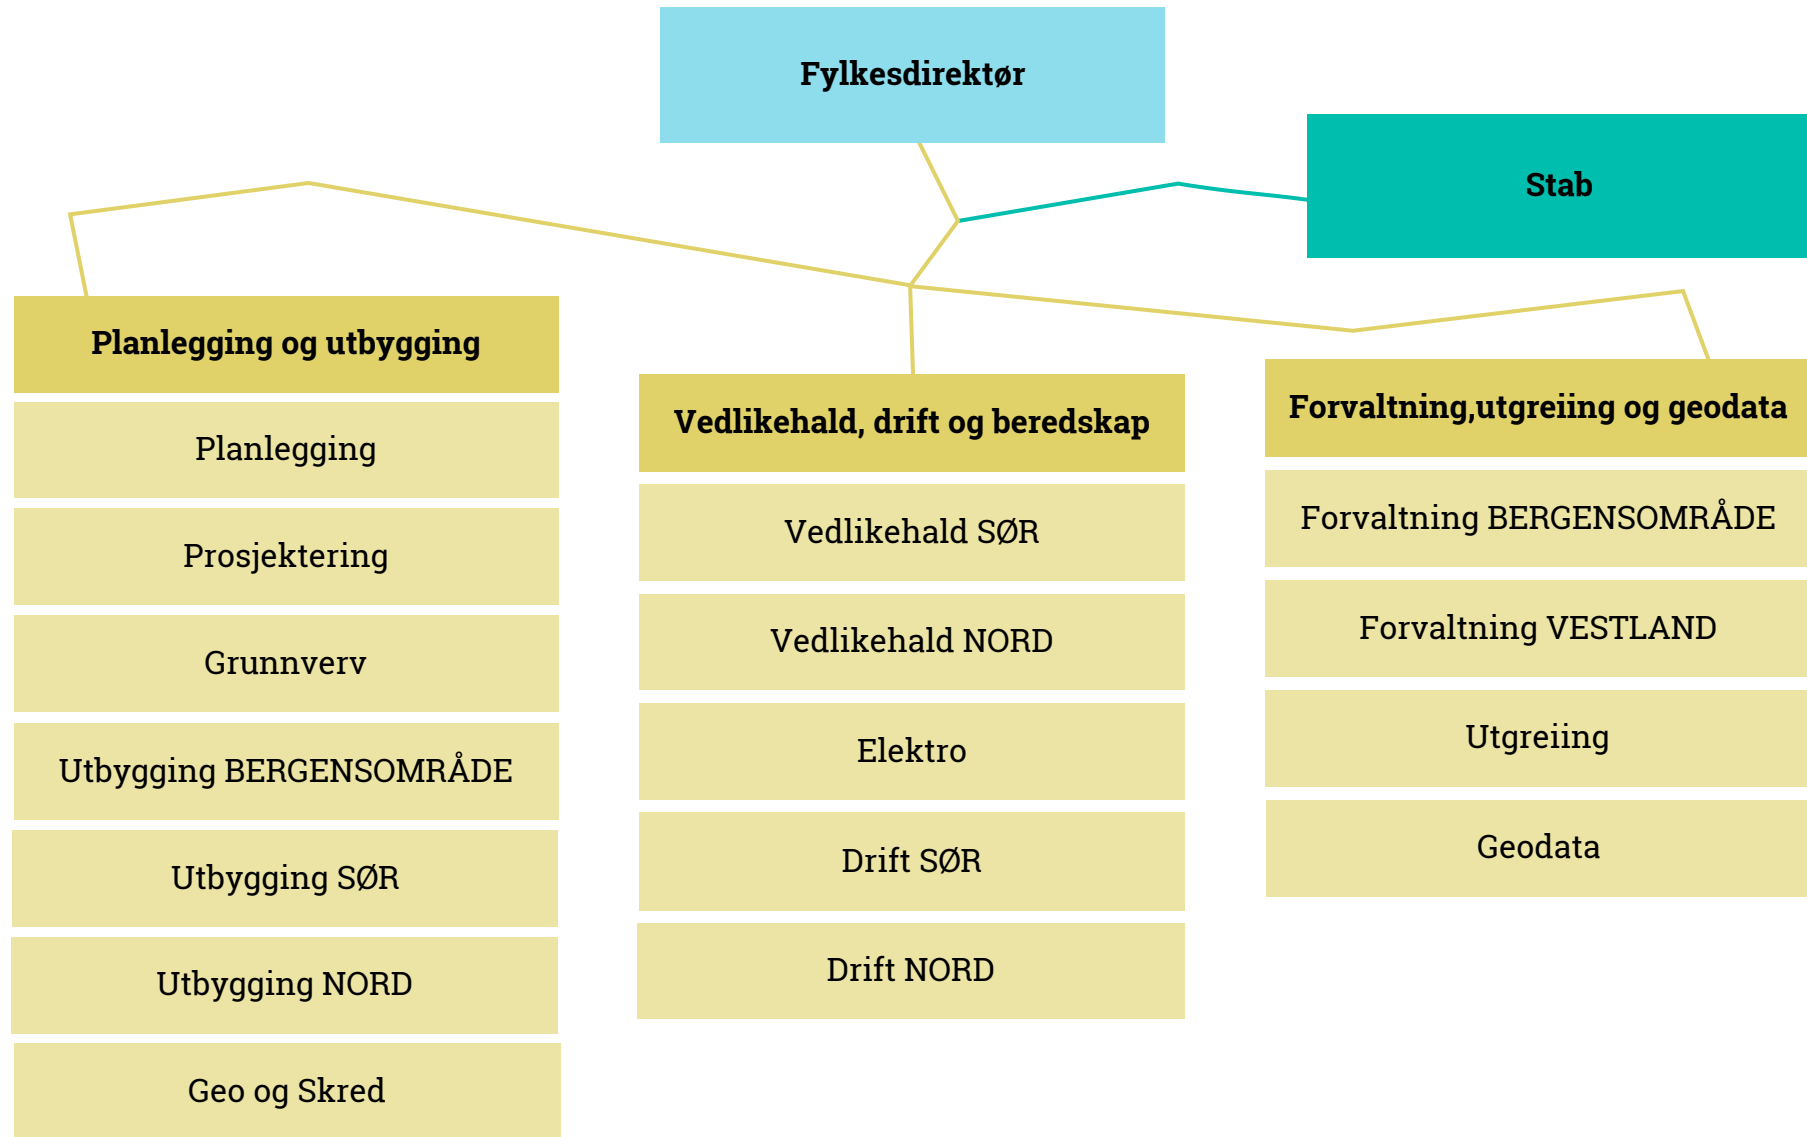 Fylkesdirektør
Stab
Planlegging og utbygging
Planlegging
Prosjektering
Grunnverv
Utbygging BERGENSOMRÅDE
Utbygging SØR
Utbygging NORD
Geo og Skred
Vedlikehald, drift og beredskap
Vedlikehald SØR
Vedlikehald NORD
Elektro
Drift SØR
Drift NORD
Forvaltning,utgreiing og geodata
Forvaltning BERGENSOMRÅDE
Forvaltning VESTLAND
Utgreiing
Geodata